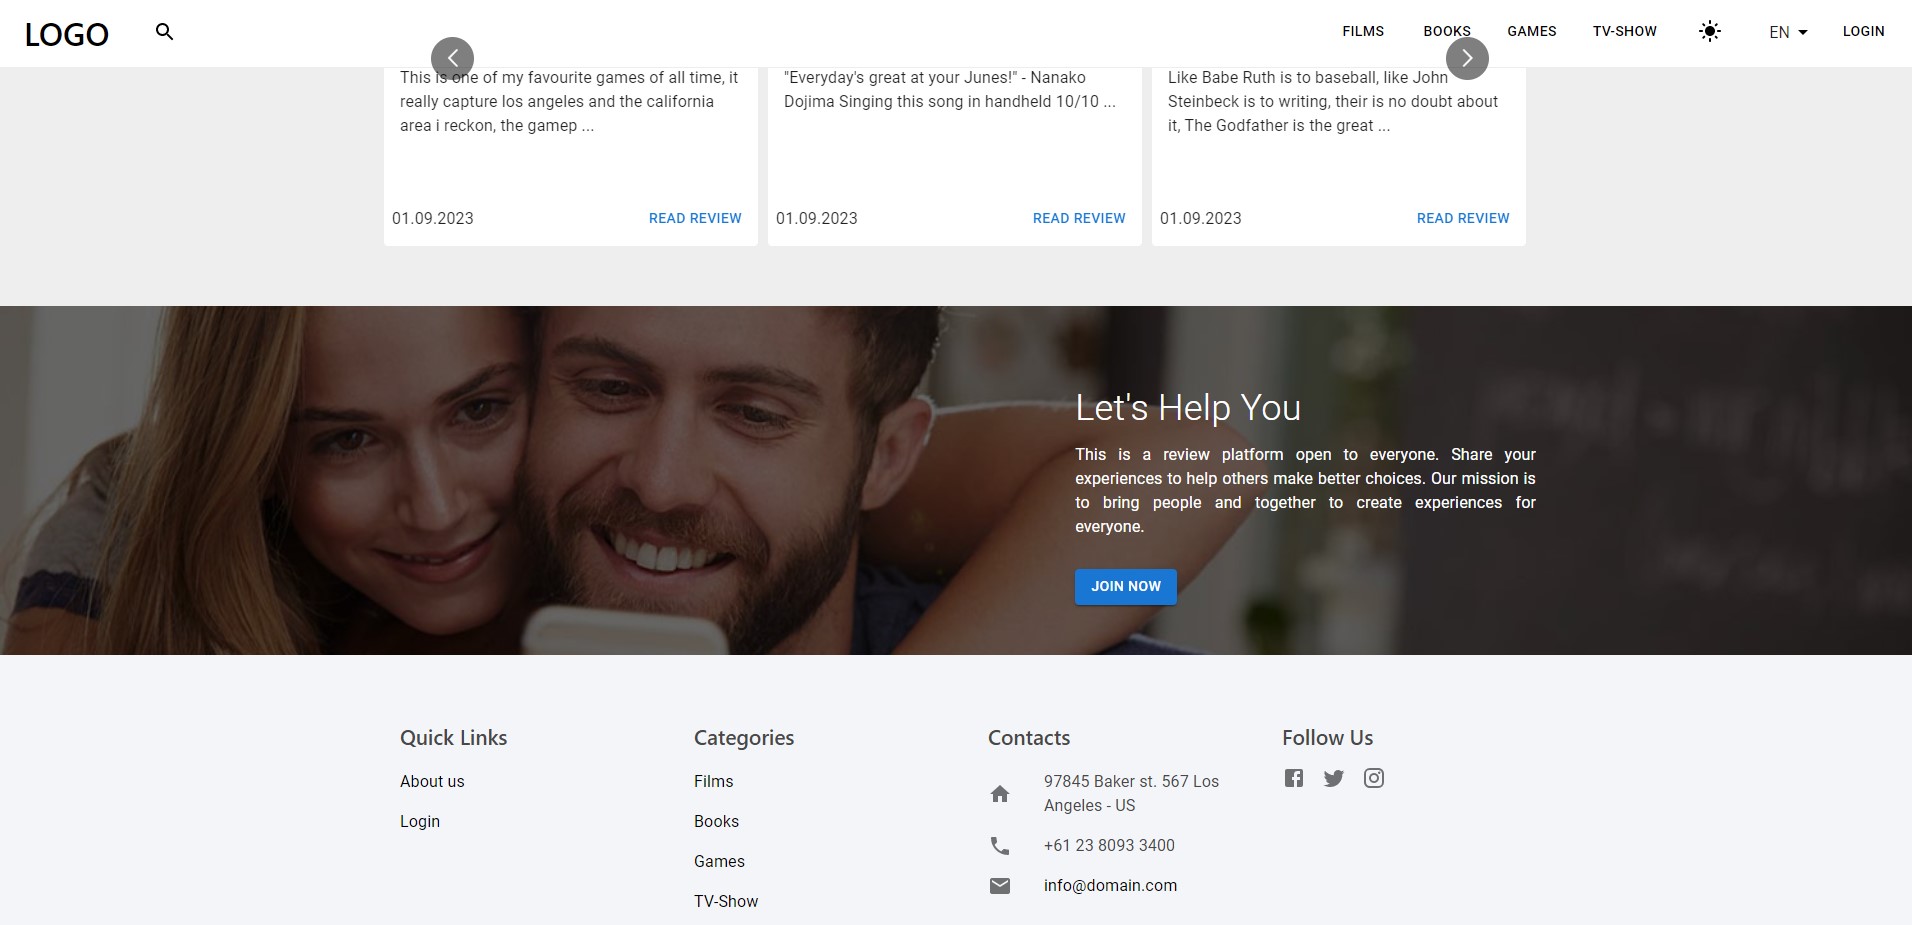 LOGO
FILMS BOOKS GAMES TV-SHOW EN LOGIN
This is one of my favourite games of all time, it
really capture los angeles and the california
area i reckon, the gamep ...
01.09.2023 READ REVIEW
"Everyday's great at your Junes!" - Nanako
Dojima Singing this song in handheld 10/10 ...
01.09.2023 READ REVIEW
Like Babe Ruth is to baseball, like John
Steinbeck is to writing, their is no doubt about
it, The Godfather is the great ...
01.09.2023 READ REVIEW
Let's Help You
This is a review platform open to everyone. Share your
experiences to help others make better choices. Our mission is
to bring people and together to create experiences for
everyone.
JOIN NOW
Quick Links
About us
Login
Categories
Films
Books
Games
TV-Show
Contacts
97845 Baker st. 567 Los
Angeles - US
+61 23 8093 3400
info@domain.com
Follow Us